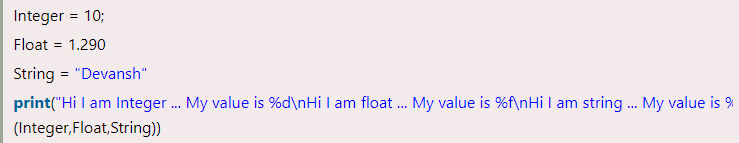 Integer = 10;
Float = 1.290
String = "Devansh"
print("Hi I am Integer ... My value is %d\nHi I am float ... My value is %f\nHi I am string ... My value is %
(Integer,Float,String))